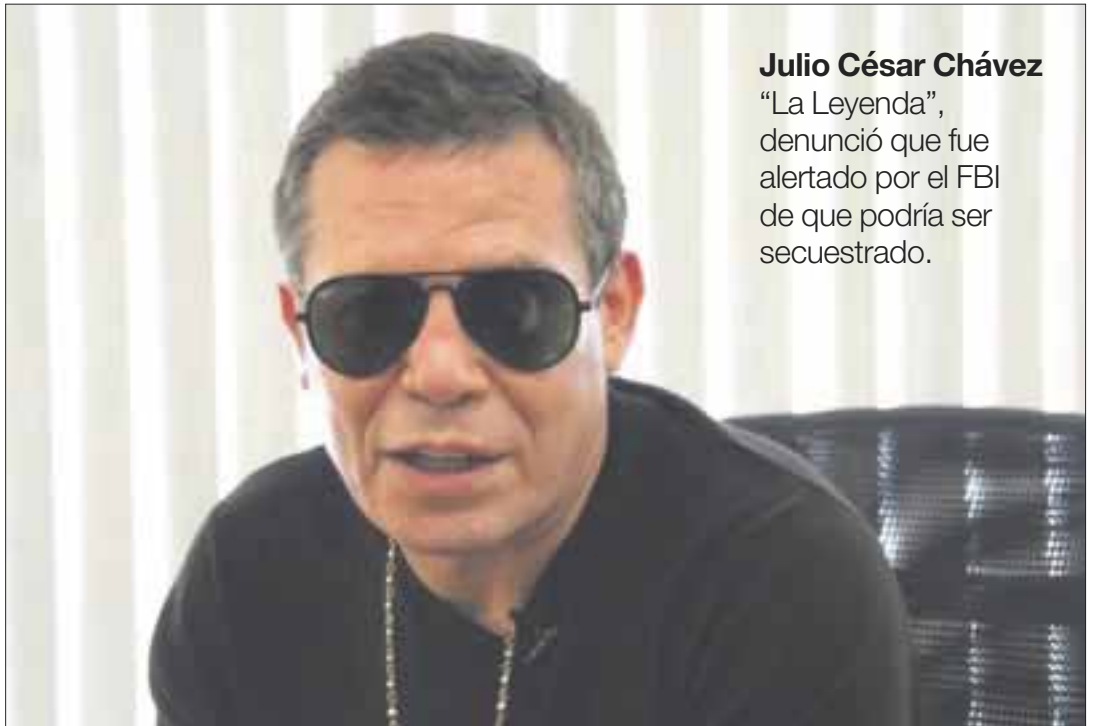 Julio César Chávez
“La Leyenda”,
denunció que fue
alertado por el FBI
de que podría ser
secuestrado.